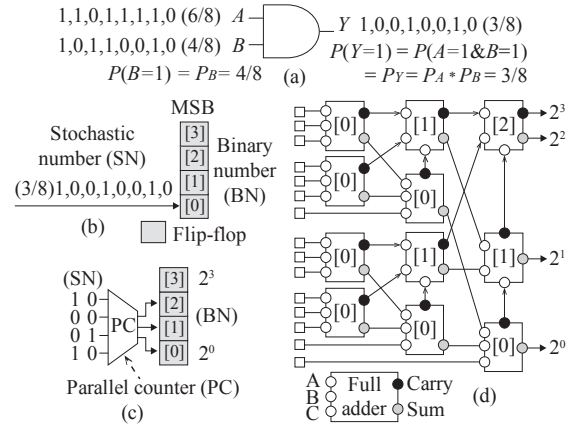 1,1,0,1,1,1,1,0 (6/8) A
1,0,1,1,0,0,1,0 (4/8) B
P(B=1) = PB= 4/8
Y 1,0,0,1,0,0,1,0 (3/8)
P(Y=1) = P(A=1&B=1)
= PY= PA * PB = 3/8
(a)
MSB
Stochastic
number (SN)
(3/8)1,0,0,1,0,0,1,0
[3]
[2]
[1]
[0]
Binary
number
(BN)
(b)
Flip-flop
(SN)
1 0
0 0
0 1
1 0
PC
[3] 2³
[2]
[1]
[0] 2⁰
(BN)
Parallel counter (PC)
(c)
[0] [1] [2] 2³
2²
[0] [0]
[0] [1] [1] 2¹
[0] [0] [0] 2⁰
A
B
C
Full
adder
Carry
Sum
(d)